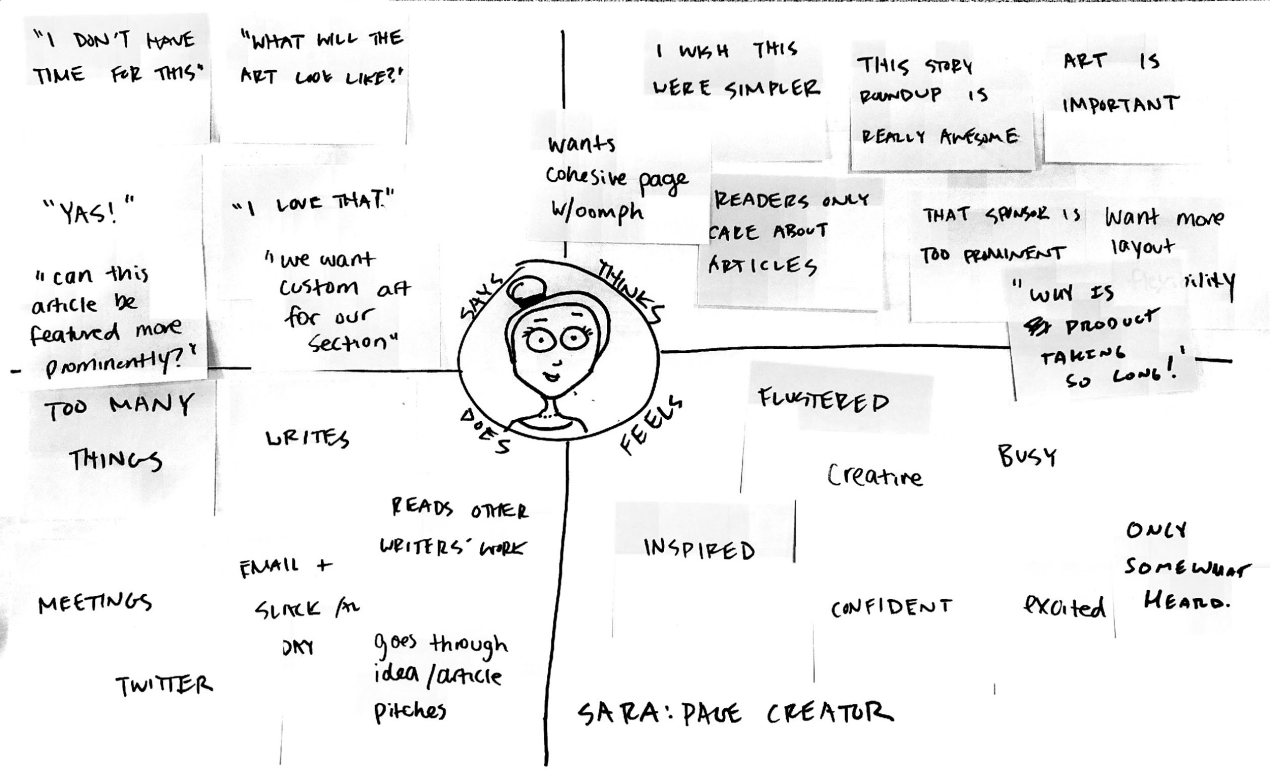 "I DON'T HAVE
TIME FOR THIS"
"WHAT WILL THE
ART LOOK LIKE?"
"YAS!"
"I LOVE THAT."
"can this
article be
featured more
prominently?"
"we want
custom art
for our
section"
I WISH THIS
WERE SIMPLER
THIS STORY
ROUNDUP IS
REALLY AWESOME
ART IS
IMPORTANT
wants
cohesive page
w/oomph
READERS ONLY
CARE ABOUT
ARTICLES
THAT SPONSOR IS
TOO PROMINENT
Want more
layout
"WHY IS
PRODUCT
TAKING
SO LONG!"
SAYS
THINKS
DOES
FEELS
TOO MANY
THINGS
WRITES
READS OTHER
WRITERS' WORK
MEETINGS
EMAIL +
SLACK
DAY
TWITTER
goes through
idea/article
pitches
FLUSTERED
Creative
BUSY
INSPIRED
CONFIDENT
excited
ONLY
SOMEWHAT
HEARD.
SARA: PAGE CREATOR